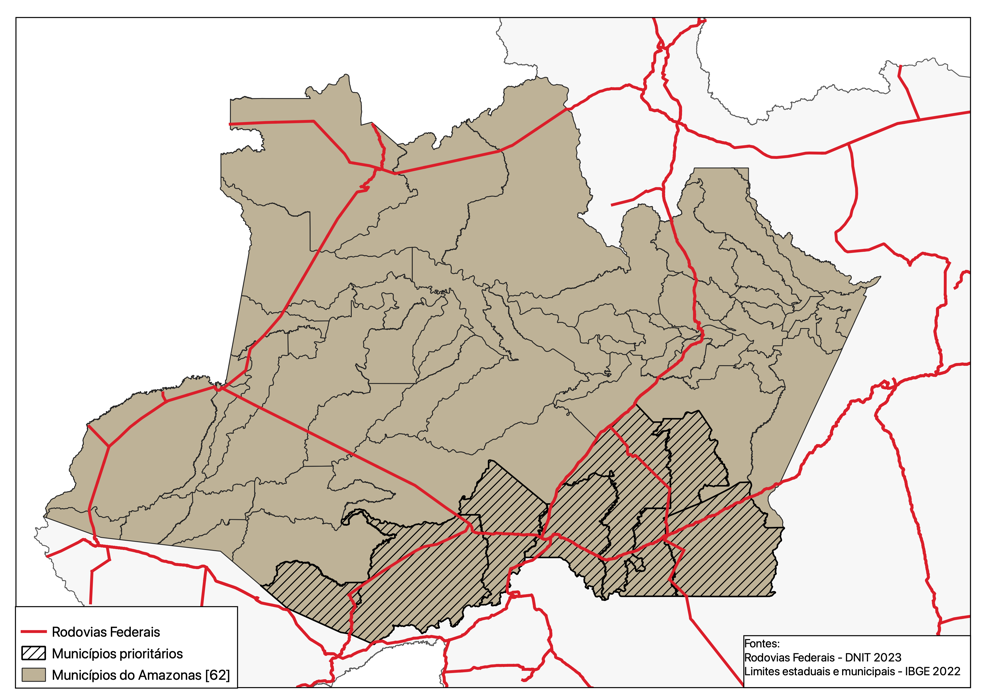 Rodovias Federais
Municípios prioritários
Municípios do Amazonas [62]
Fontes:
Rodovias Federais - DNIT 2023
Limites estaduais e municipais - IBGE 2022